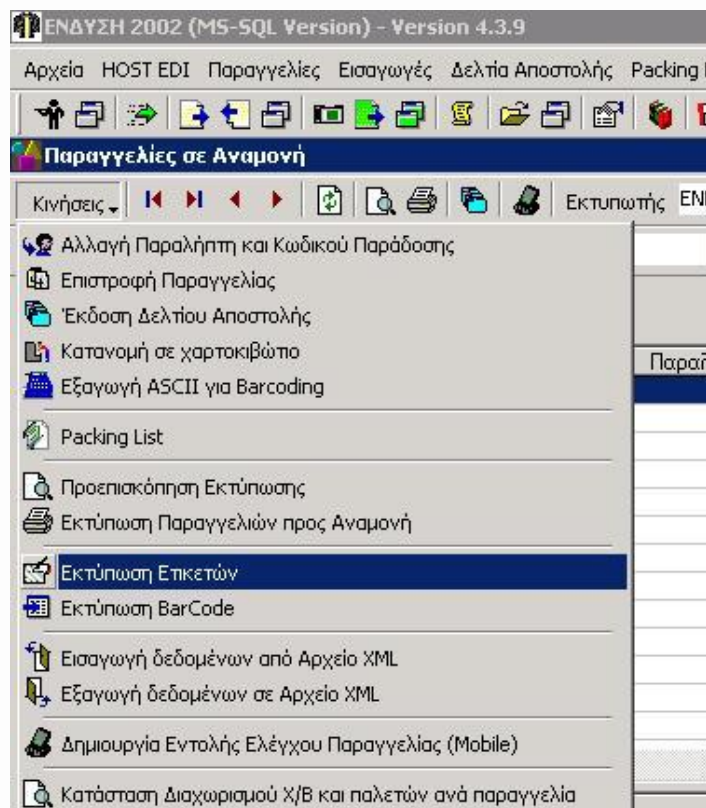 ΕΝΔΥΣΗ 2002 (MS-SQL Version) - Version 4.3.9
Αρχεία HOST EDI Παραγγελίες Εισαγωγές Δελτία Αποστολής Packing
Παραγγελίες σε Αναμονή
Κινήσεις Εκτυπωτής
Αλλαγή Παραλήπτη και Κωδικού Παράδοσης
Επιστροφή Παραγγελίας
Έκδοση Δελτίου Αποστολής
Κατανομή σε χαρτοκιβώτιο
Εξαγωγή ASCII για Barcoding
Packing List
Προεπισκόπηση Εκτύπωσης
Εκτύπωση Παραγγελιών προς Αναμονή
Εκτύπωση Ετικετών
Εκτύπωση BarCode
Εισαγωγή δεδομένων από Αρχείο XML
Εξαγωγή δεδομένων σε Αρχείο XML
Δημιουργία Εντολής Ελέγχου Παραγγελίας (Mobile)
Κατάσταση Διαχωρισμού Χ/Β και παλετών ανά παραγγελία